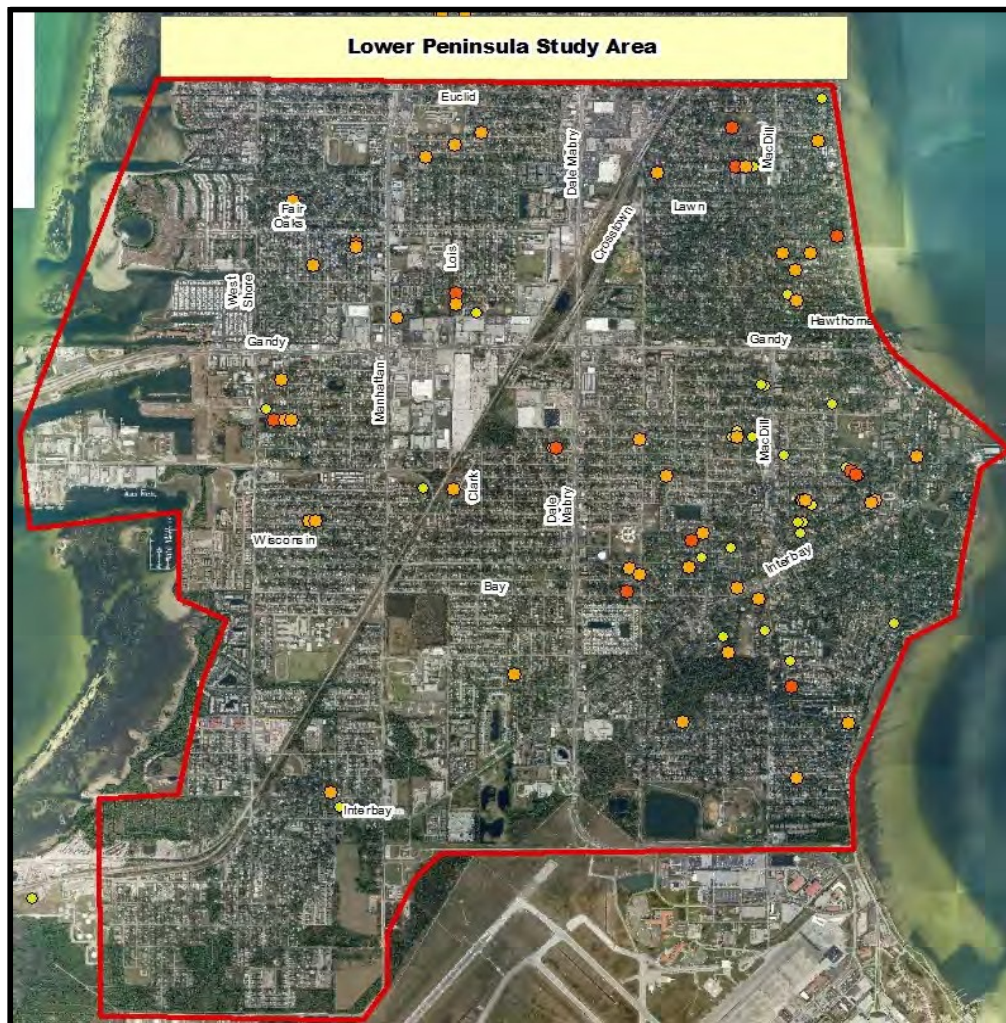 Lower Peninsula Study Area
Euclid
Dale Mabry
MacDill
Crosstown
Lawn
Fair
Oaks
Lois
West
Shore
Hawthorne
Gandy
Gandy
Manhattan
MacDill
Clark
Dale
Mabry
Wisconsin
Interbay
Bay
Interbay